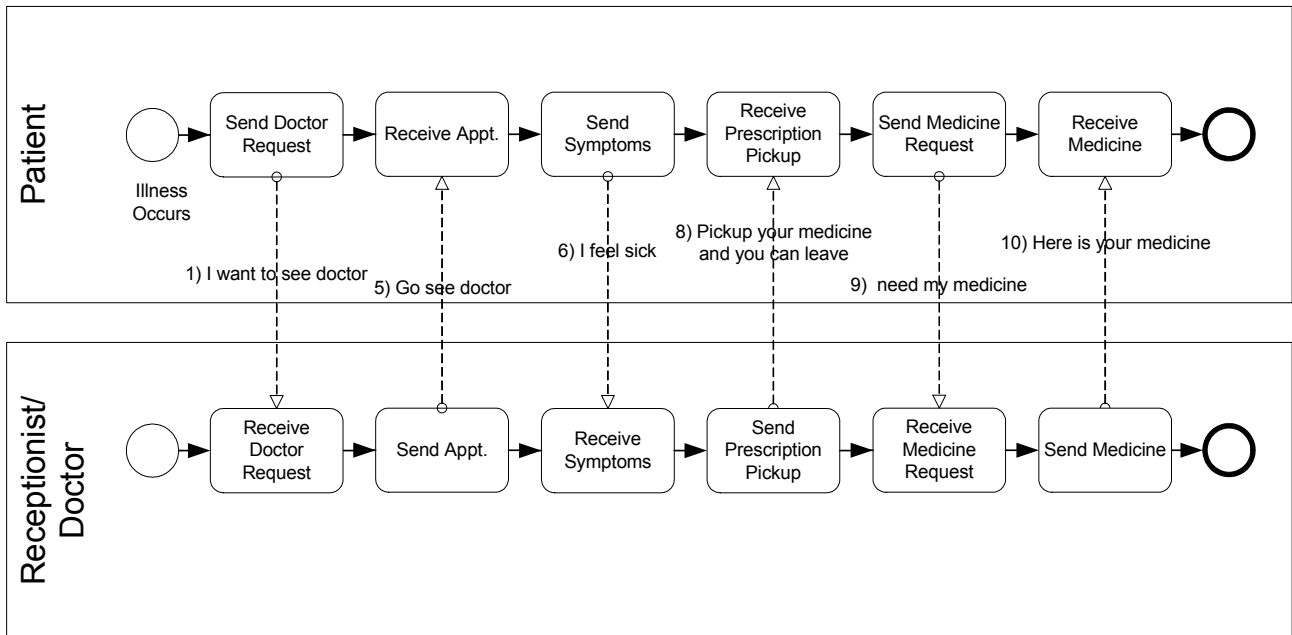 Patient
Send Doctor
Request
Receive Appt.
Send
Symptoms
Receive
Prescription
Pickup
Send Medicine
Request
Receive
Medicine
Illness
Occurs
1) I want to see doctor
5) Go see doctor
6) I feel sick
8) Pickup your medicine
and you can leave
9) need my medicine
10) Here is your medicine
Receptionist/
Doctor
Receive
Doctor
Request
Send Appt.
Receive
Symptoms
Send
Prescription
Pickup
Receive
Medicine
Request
Send Medicine